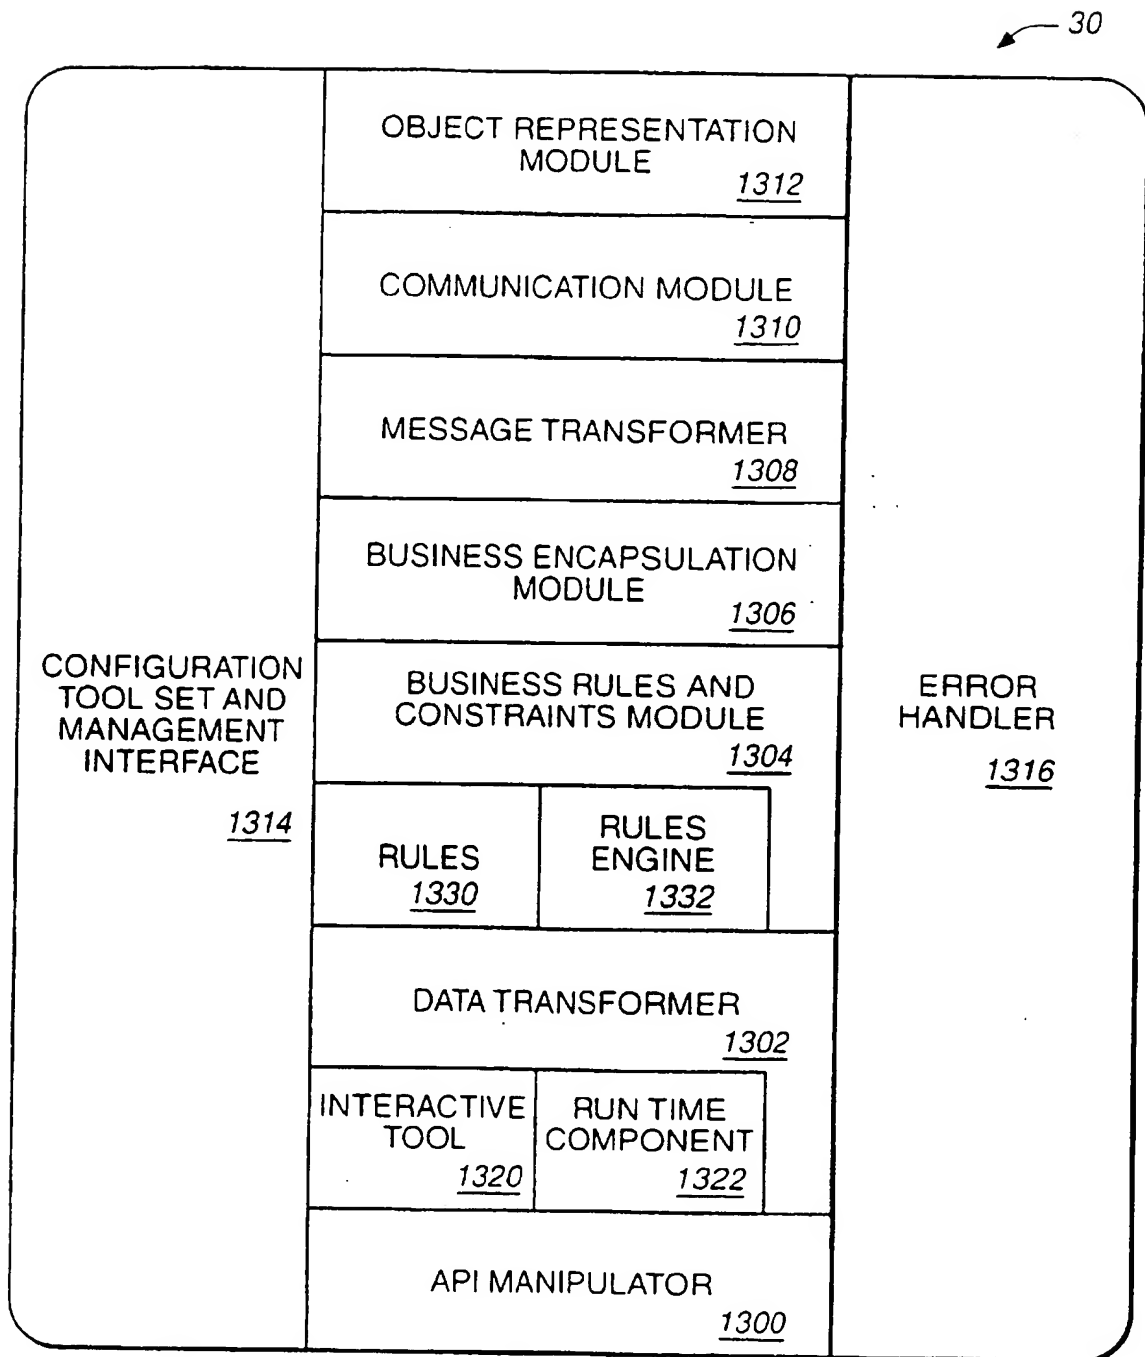 30
OBJECT REPRESENTATION
MODULE
1312
COMMUNICATION MODULE
1310
MESSAGE TRANSFORMER
1308
BUSINESS ENCAPSULATION
MODULE
1306
CONFIGURATION
TOOL SET AND
MANAGEMENT
INTERFACE
1314
BUSINESS RULES AND
CONSTRAINTS MODULE
1304
RULES
1330
RULES
ENGINE
1332
DATA TRANSFORMER
1302
INTERACTIVE
TOOL
1320
RUN TIME
COMPONENT
1322
API MANIPULATOR
1300
ERROR
HANDLER
1316